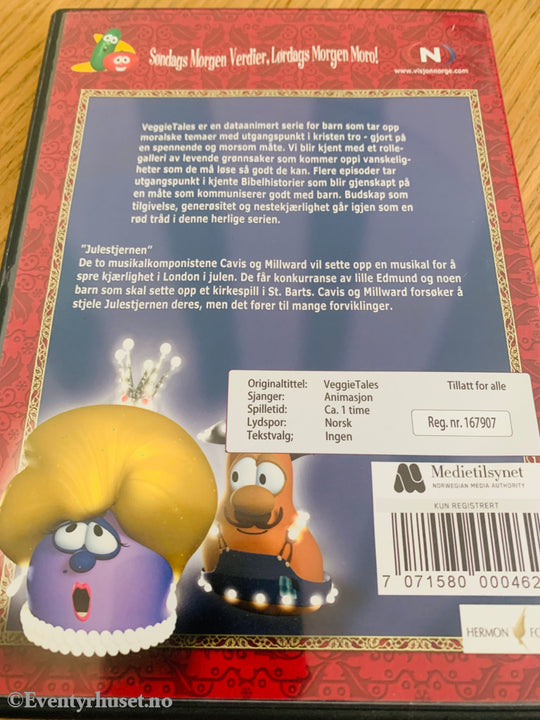 Søndags Morgen Verdier, Lørdags Morgen Moro!
N
www.visjonnorge.com
VeggieTales er en dataanimert serie for barn som tar opp
moralske temaer med utgangspunkt i kristen tro - gjort på
en spennende og morsom måte. Vi blir kjent med et rolle-
galleri av levende grønnsaker som kommer oppi vanskelig-
heter som de må løse så godt de kan. Flere episoder tar
utgangspunkt i kjente Bibelhistorier som blir gjenskapt på
en måte som kommuniserer godt med barn. Budskap som
tilgivelse, generøsitet og nestekjærlighet går igjen som en
rød tråd i denne herlige serien.
"Julestjernen"
De to musikalkomponistene Cavis og Millward vil sette opp en musikal for å
spre kjærlighet i London i julen. De får konkurranse av lille Edmund og noen
barn som skal sette opp et kirkespill i St. Barts. Cavis og Millward forsøker å
stjele Julestjernen deres, men det fører til mange forviklinger.
Originaltittel: VeggieTales Tillatt for alle
Sjanger: Animasjon
Spilletid: Ca. 1 time
Lydspor: Norsk Reg. nr. 167907
Tekstvalg; Ingen
Medietilsynet
NORWEGIAN MEDIA AUTHORITY
KUN REGISTRERT
7 071580 000462
HERMON
©Eventyrhuset.no